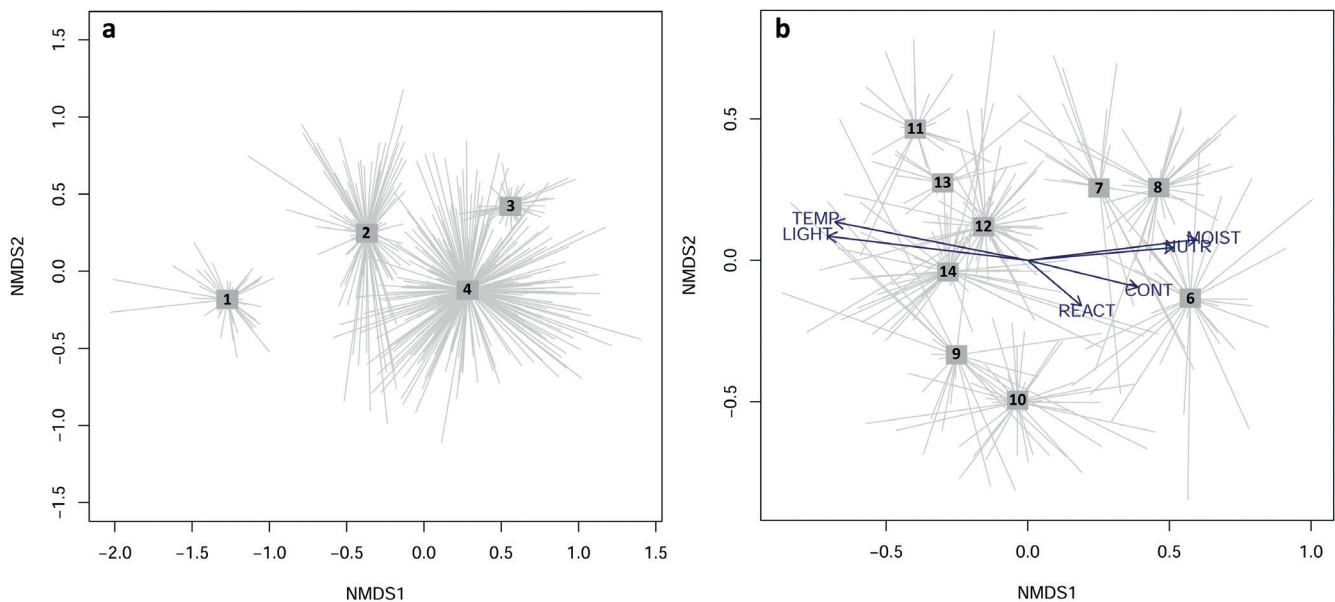 a
1.5
1.0
0.5
0.0
−0.5
−1.0
−1.5
NMDS2
1
2
3
4
−2.0 −1.5 −1.0 −0.5 0.0 0.5 1.0 1.5
NMDS1
b
0.5
0.0
−0.5
NMDS2
11
13
7
8
12
TEMP
LIGHT
MOIST
NUTR
14
CONT
REACT
6
9
10
−0.5 0.0 0.5 1.0
NMDS1